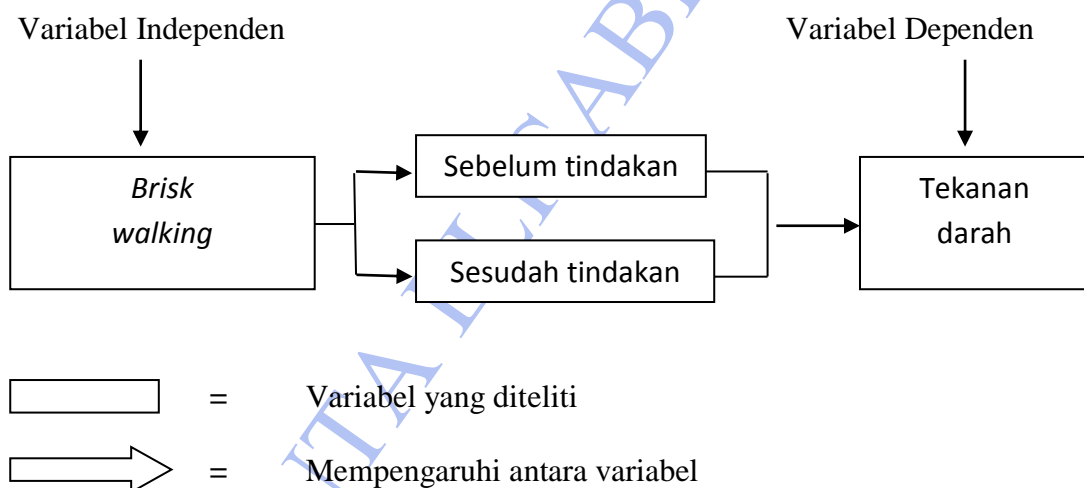 Variabel Independen
Variabel Dependen
Brisk
walking
Sebelum tindakan
Sesudah tindakan
Tekanan
darah
= Variabel yang diteliti
= Mempengaruhi antara variabel